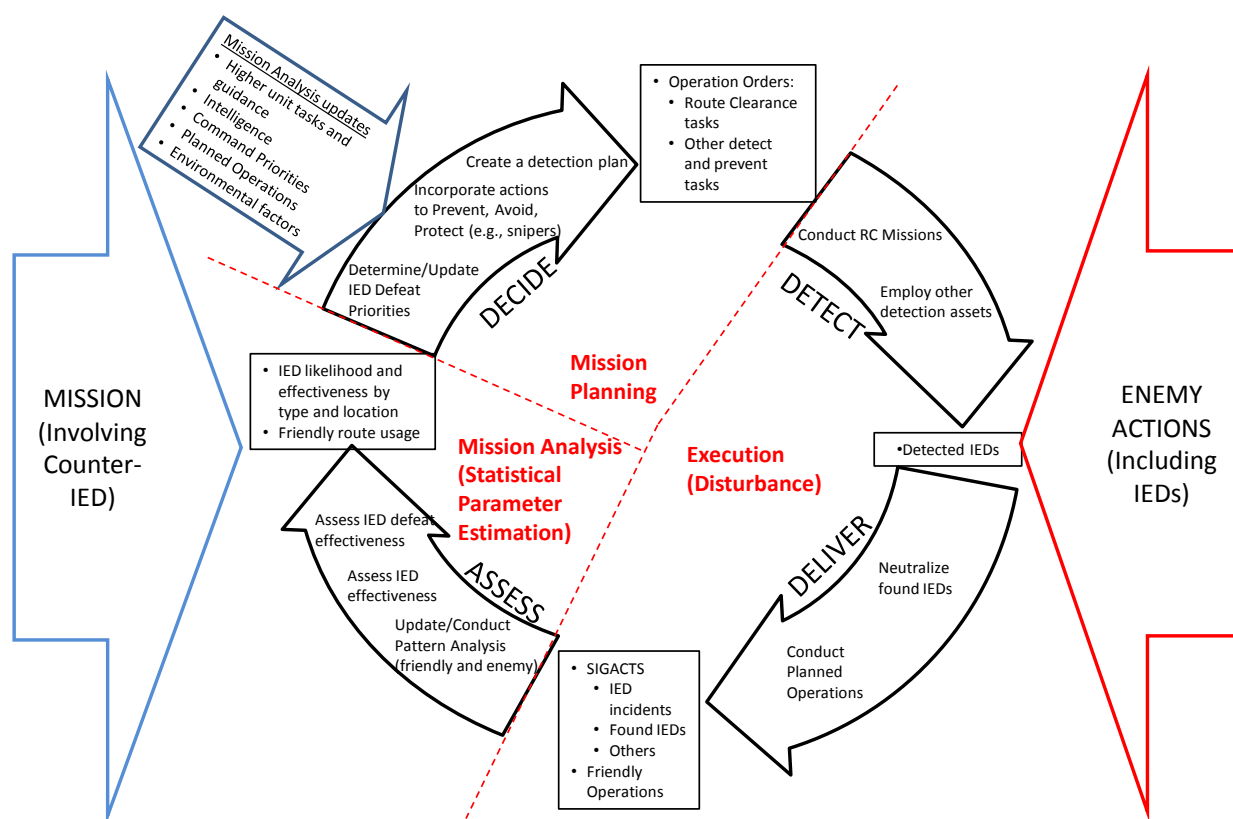 Mission Analysis updates
• Higher unit tasks and
guidance
• Intelligence
• Command Priorities
• Planned Operations
• Environmental factors
MISSION
(Involving
Counter-
IED)
Create a detection plan
Incorporate actions
to Prevent, Avoid,
Protect (e.g., snipers)
Determine/Update
IED Defeat
Priorities
DECIDE
• Operation Orders:
• Route Clearance
tasks
• Other detect
and prevent
tasks
Conduct RC Missions
Employ other
detection assets
DETECT
•Detected IEDs
ENEMY
ACTIONS
(Including
IEDs)
Mission
Planning
Mission Analysis
(Statistical
Parameter
Estimation)
Execution
(Disturbance)
• IED likelihood and
effectiveness by
type and location
• Friendly route usage
DELIVER
Neutralize
found IEDs
Conduct
Planned
Operations
• SIGACTS
• IED
incidents
• Found IEDs
• Others
• Friendly
Operations
ASSESS
Assess IED defeat
effectiveness
Assess IED
effectiveness
Update/Conduct
Pattern Analysis
(friendly and enemy)